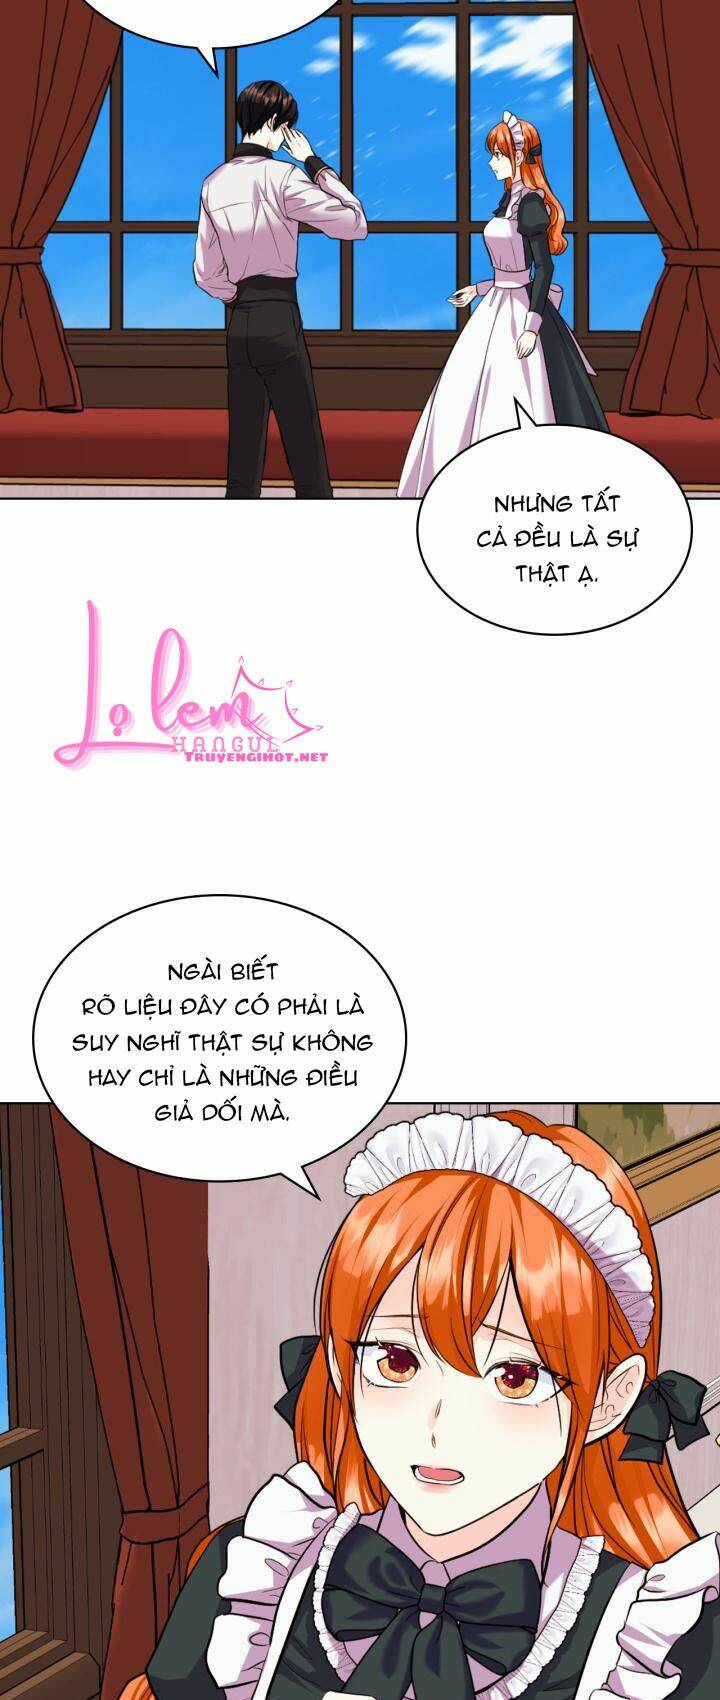 NHƯNG TẤT
CẢ ĐỀU LÀ SỰ
THẬT Ạ.
Lọ lem
HANGUL
TRUYENGIHOT.NET
NGÀI BIẾT
RÕ LIỆU ĐÂY CÓ PHẢI LÀ
SUY NGHĨ THẬT SỰ KHÔNG
HAY CHỈ LÀ NHỮNG ĐIỀU
GIẢ DỐI MÀ.